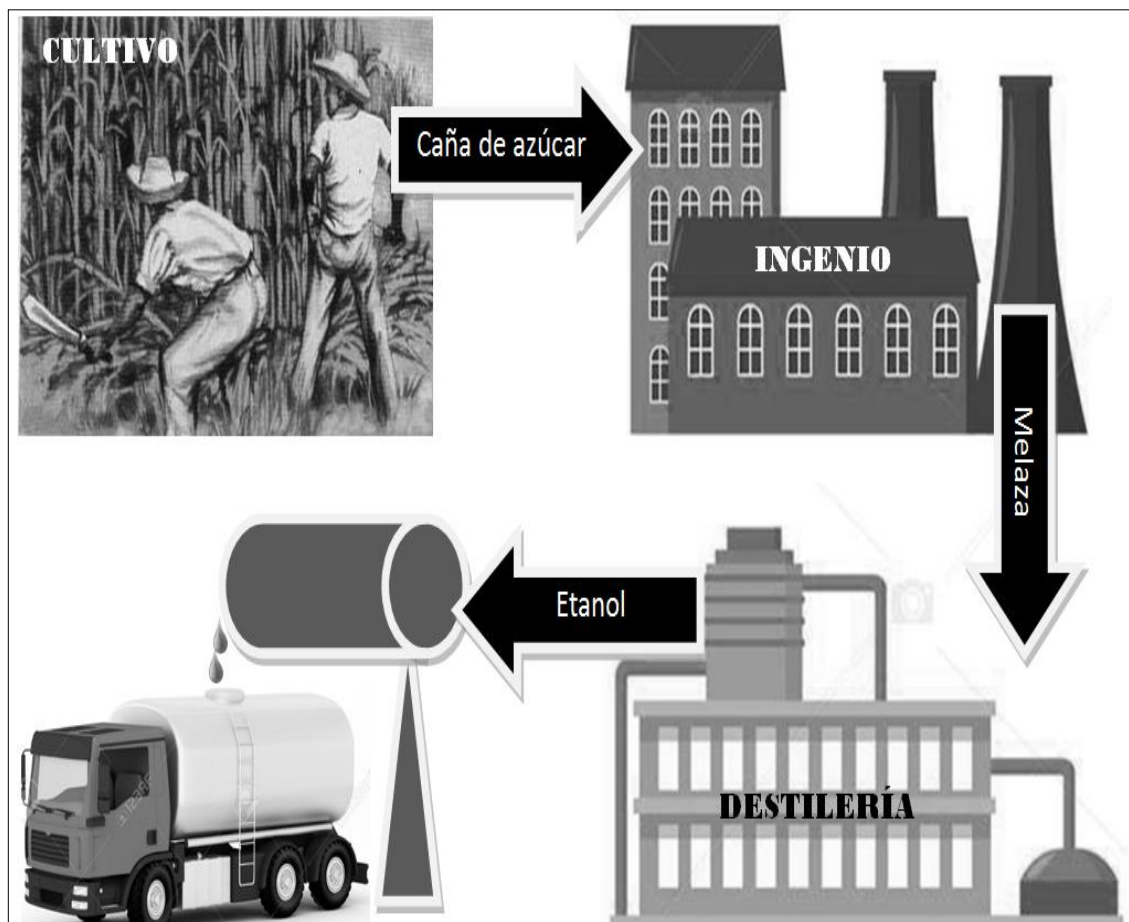 CULTIVO
Caña de azúcar
INGENIO
Melaza
Etanol
DESTILERÍA